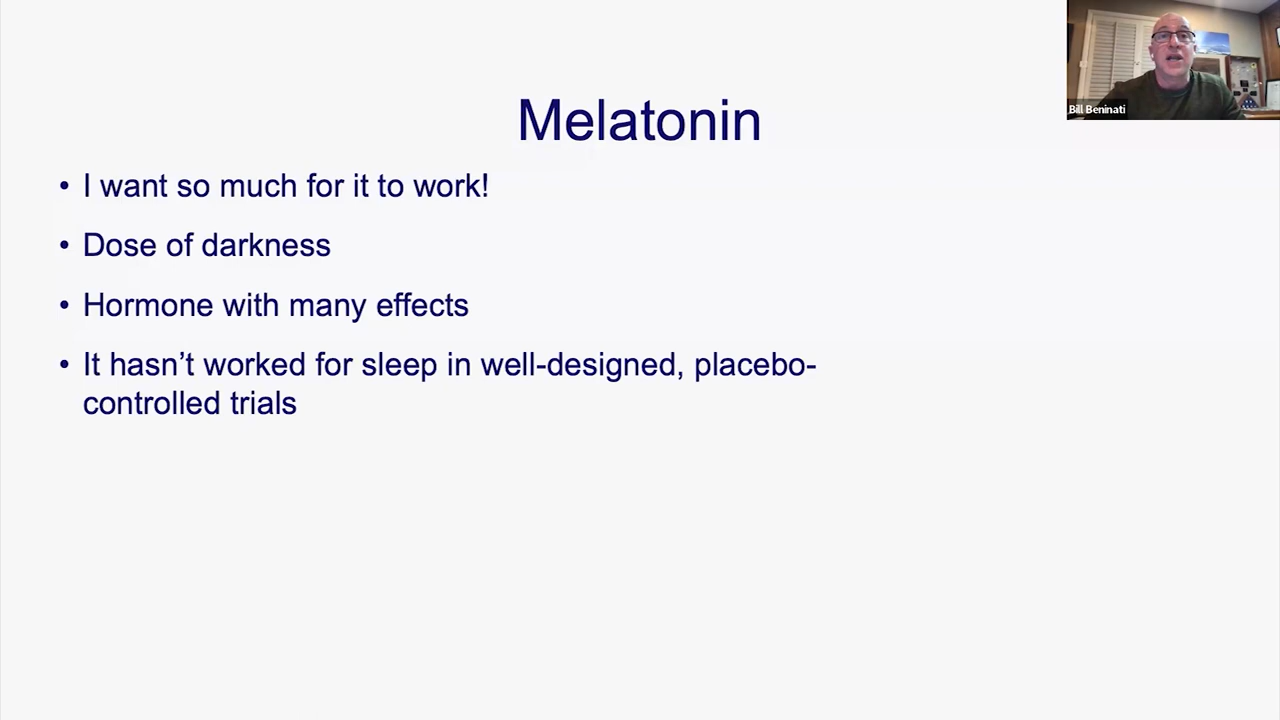 Bill Beninati
Melatonin
• I want so much for it to work!
• Dose of darkness
• Hormone with many effects
• It hasn’t worked for sleep in well-designed, placebo-
controlled trials